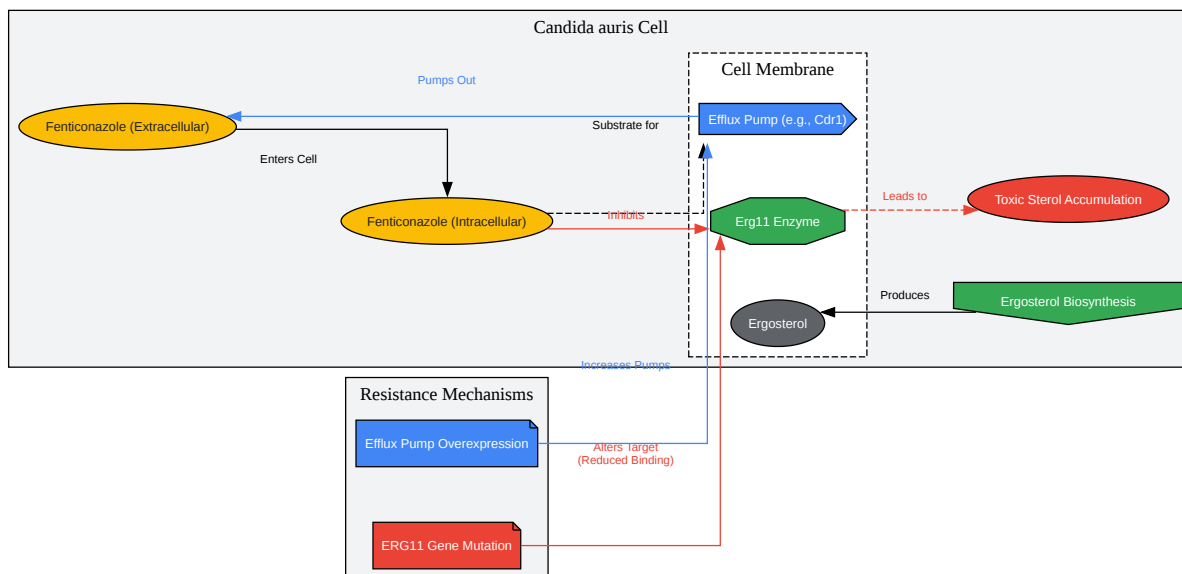 Candida auris Cell
Cell Membrane
Pumps Out
Fenticonazole (Extracellular)
Substrate for
Efflux Pump (e.g., Cdr1)
Enters Cell
Leads to
Toxic Sterol Accumulation
Fenticonazole (Intracellular)
Inhibits
Erg11 Enzyme
Produces
Ergosterol Biosynthesis
Ergosterol
Increases Pumps
Resistance Mechanisms
Efflux Pump Overexpression
Alters Target
(Reduced Binding)
ERG11 Gene Mutation